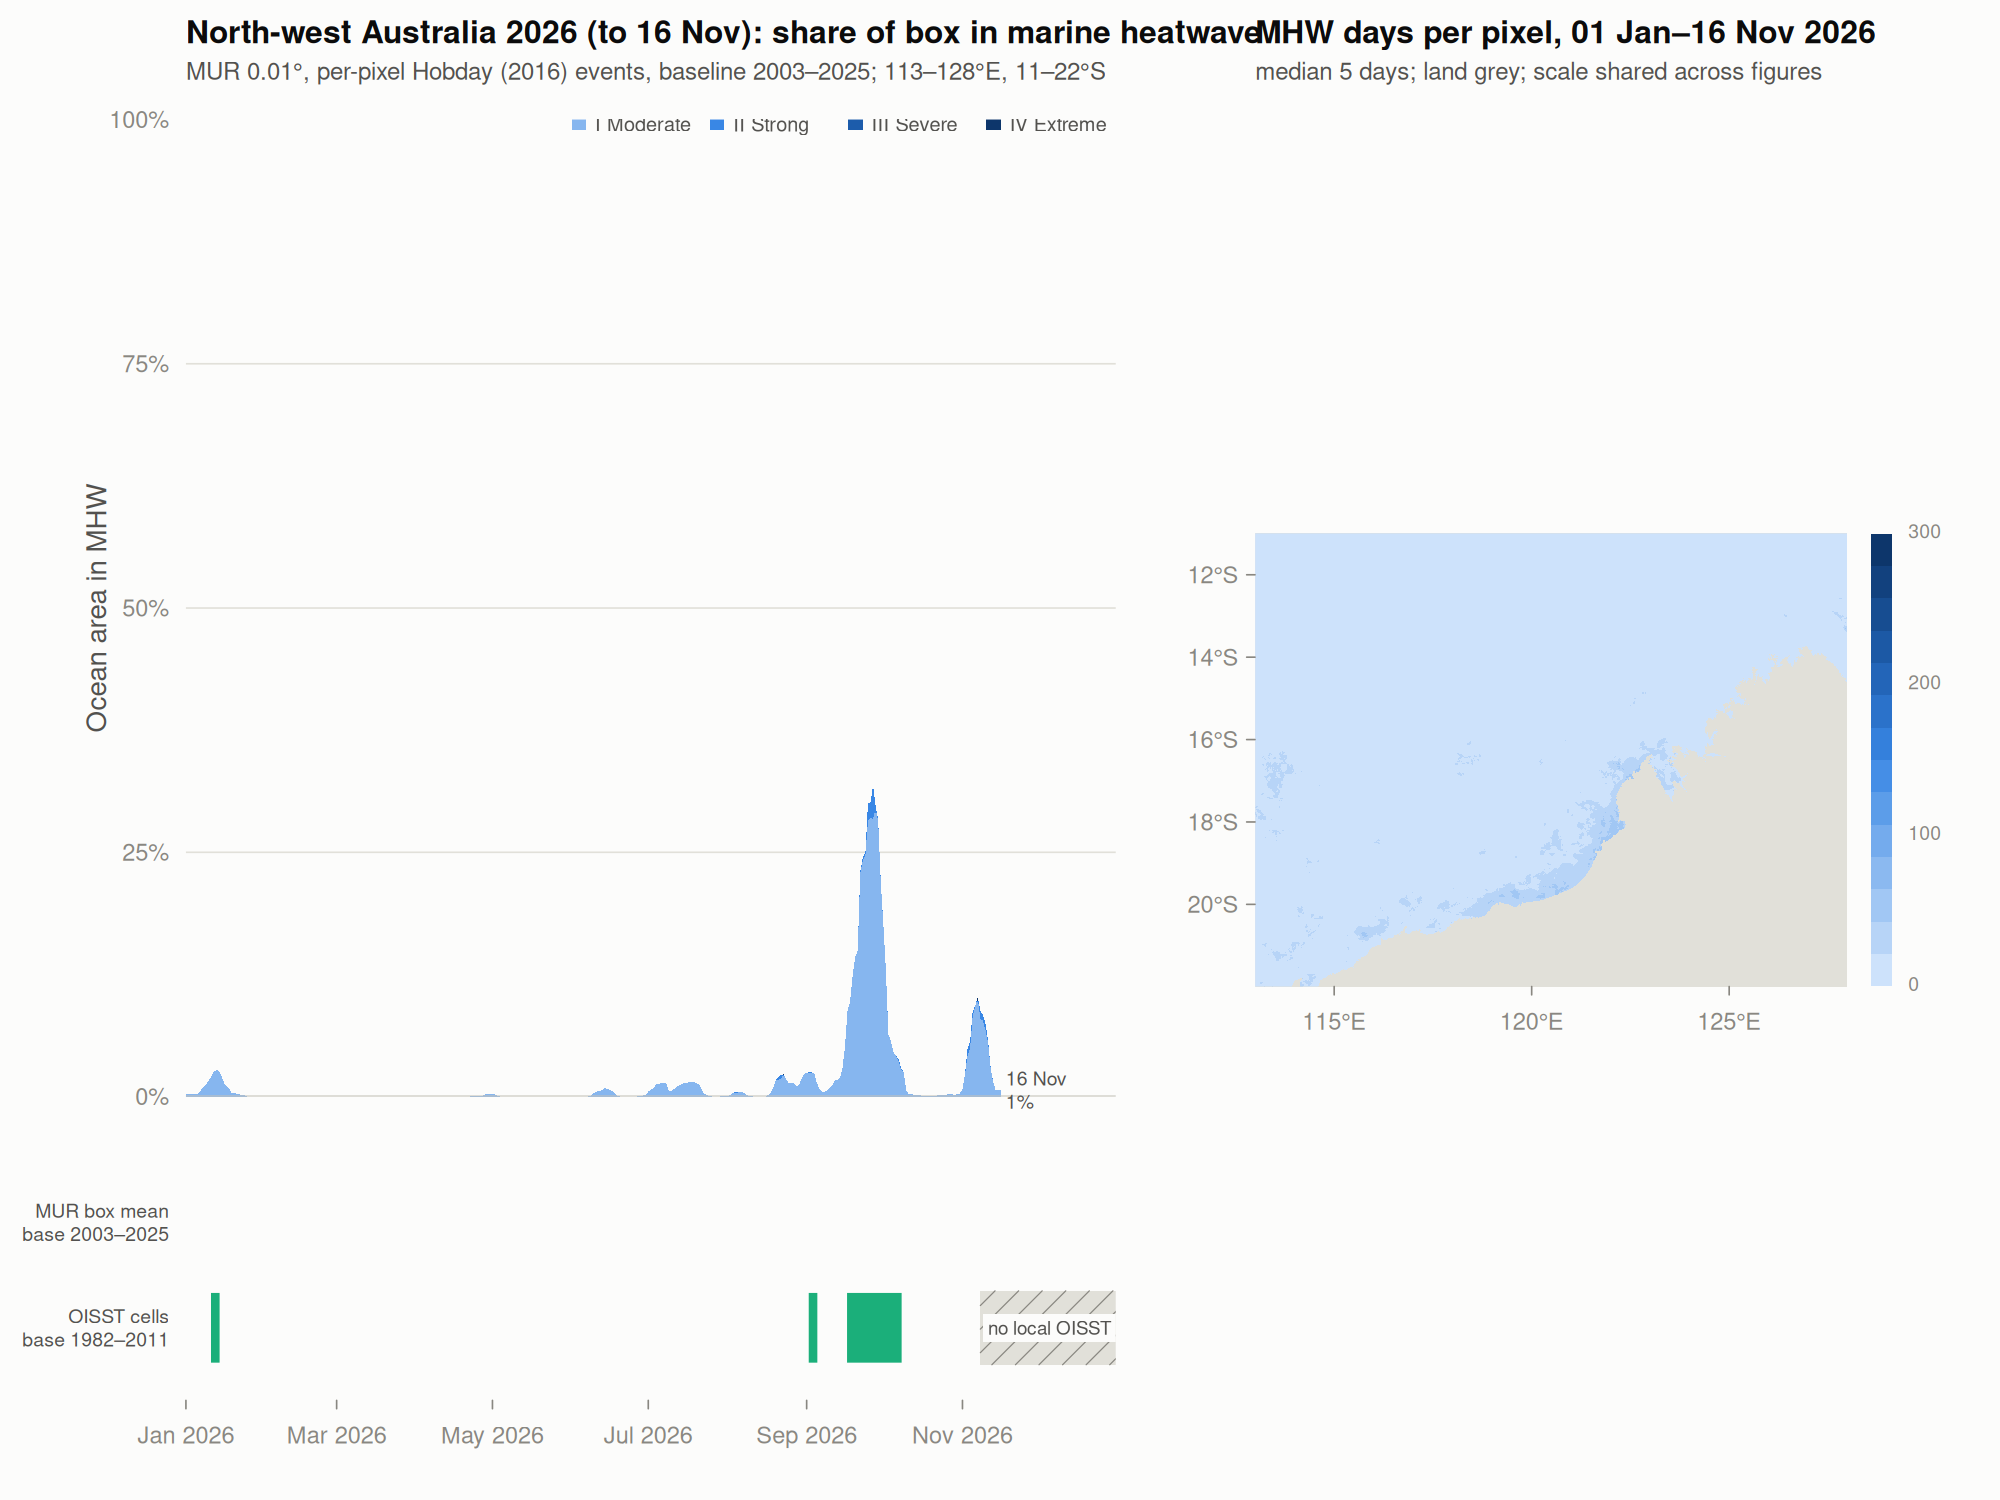 North-west Australia 2026 (to 16 Nov): share of box in marine heatwave
MUR 0.01°, per-pixel Hobday (2016) events, baseline 2003–2025; 113–128°E, 11–22°S
MHW days per pixel, 01 Jan–16 Nov 2026
median 5 days; land grey; scale shared across figures
I Moderate
II Strong
III Severe
IV Extreme
Ocean area in MHW
100%
75%
50%
25%
0%
16 Nov
1%
MUR box mean
base 2003–2025
OISST cells
base 1982–2011
no local OISST
Jan 2026
Mar 2026
May 2026
Jul 2026
Sep 2026
Nov 2026
12°S
14°S
16°S
18°S
20°S
115°E
120°E
125°E
300
200
100
0